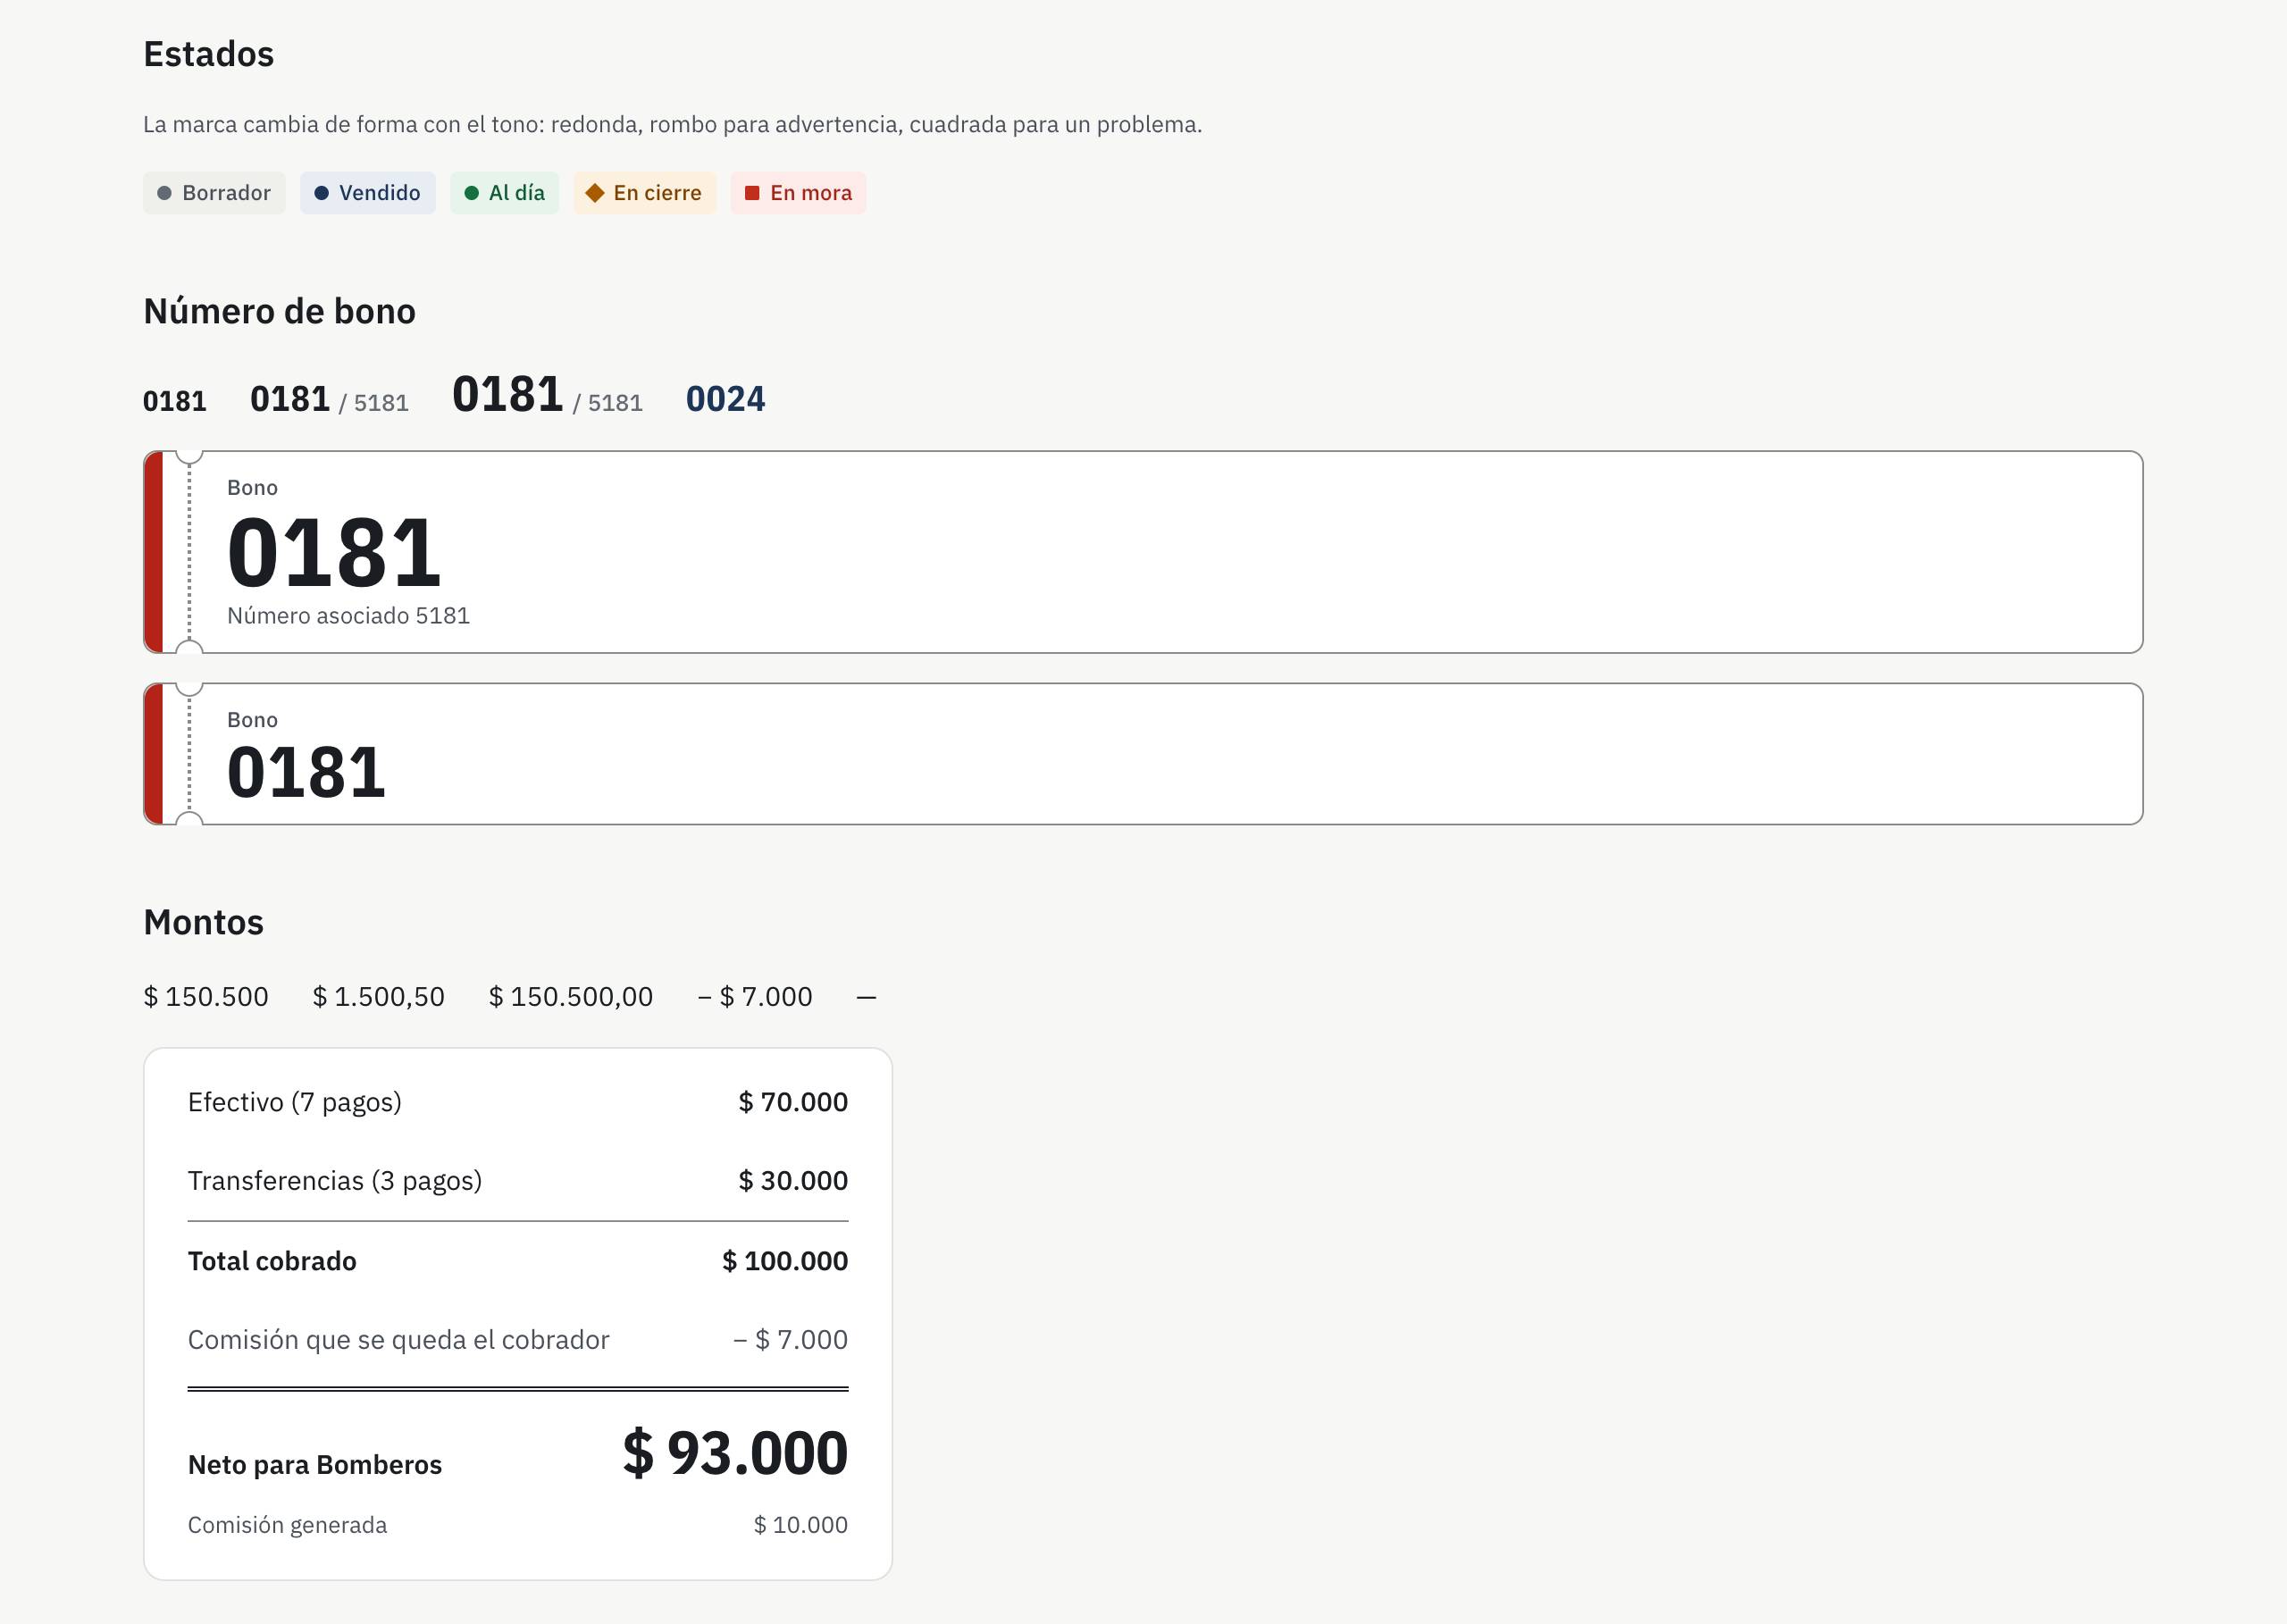 Estados
La marca cambia de forma con el tono: redonda, rombo para advertencia, cuadrada para un problema.
Borrador Vendido Al día En cierre En mora
Número de bono
0181 0181 / 5181 0181 / 5181 0024
Bono
0181
Número asociado 5181
Bono
0181
Montos
$ 150.500 $ 1.500,50 $ 150.500,00 – $ 7.000 —
Efectivo (7 pagos) $ 70.000
Transferencias (3 pagos) $ 30.000
Total cobrado $ 100.000
Comisión que se queda el cobrador – $ 7.000
Neto para Bomberos $ 93.000
Comisión generada $ 10.000